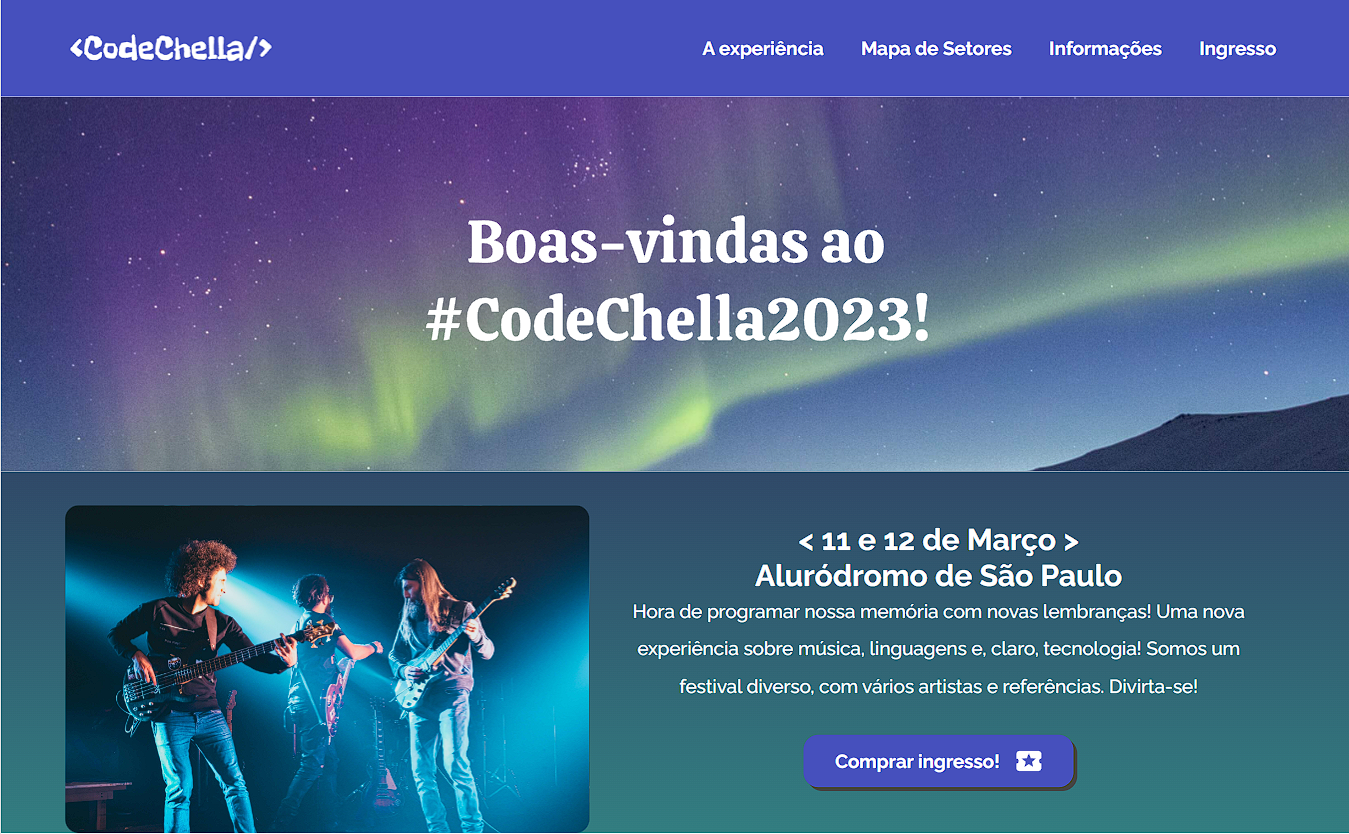 <CodeChella/>
A experiência Mapa de Setores Informações Ingresso
Boas-vindas ao
#CodeChella2023!
< 11 e 12 de Março >
Aluródromo de São Paulo
Hora de programar nossa memória com novas lembranças! Uma nova
experiência sobre música, linguagens e, claro, tecnologia! Somos um
festival diverso, com vários artistas e referências. Divirta-se!
Comprar ingresso!